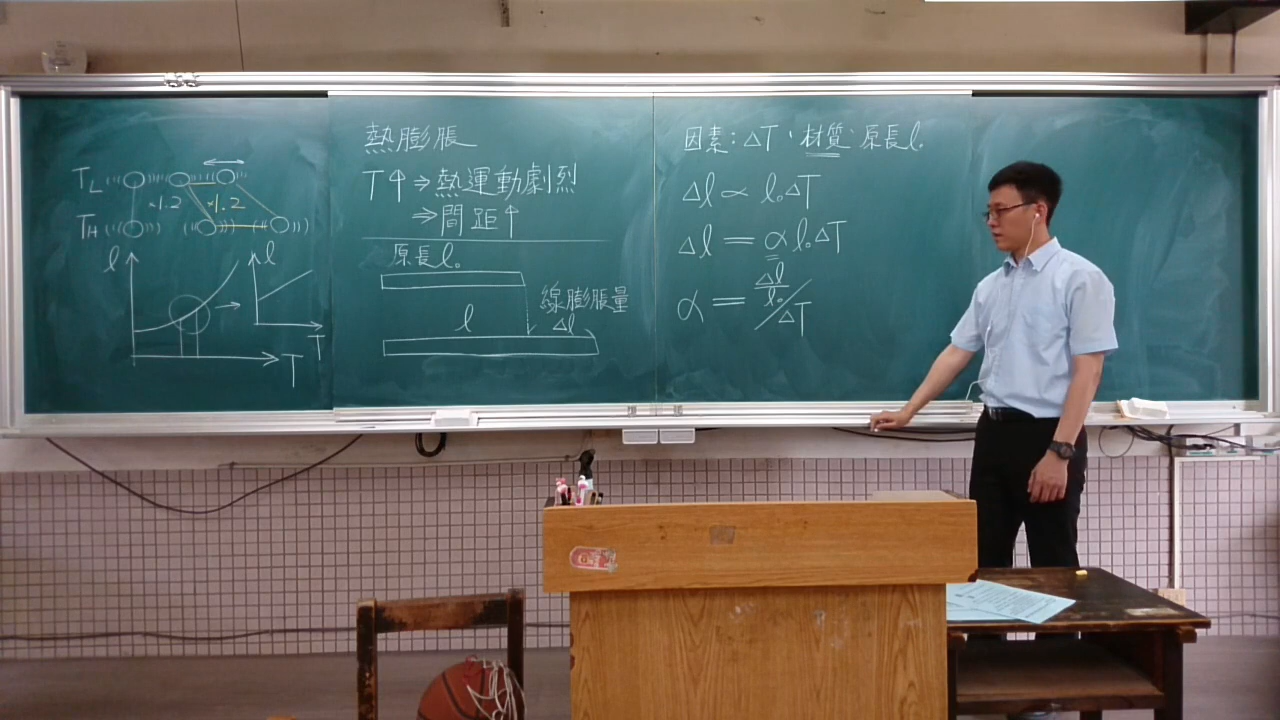 T_L
×1.2 ×1.2
T_H
l
T
l
T
熱膨脹
T↑⇒熱運動劇烈
⇒間距↑
原長l₀
線膨脹量
l
Δl
因素:ΔT、材質、原長l₀
Δl ∝ l₀ΔT
Δl = α l₀ΔT
α = Δl/l₀/ΔT